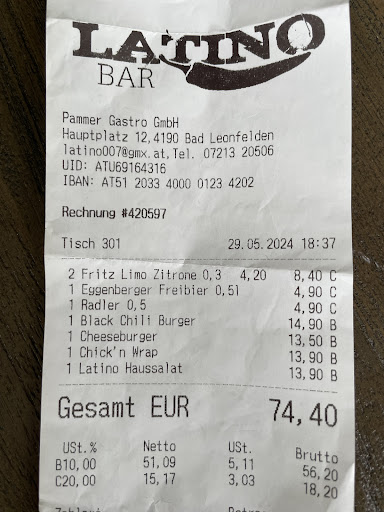 LATINO
BAR
Pammer Gastro GmbH
Hauptplatz 12,4190 Bad Leonfelden
latino007@gmx.at,Tel. 07213 20506
UID: ATU69164316
IBAN: AT51 2033 4000 0123 4202
Rechnung #420597
Tisch 301 29.05.2024 18:37
2 Fritz Limo Zitrone 0,3 4,20 8,40 C
1 Eggenberger Freibier 0,5l 4,90 C
1 Radler 0,5 4,90 C
1 Black Chili Burger 14,90 B
1 Cheeseburger 13,50 B
1 Chick'n Wrap 13,90 B
1 Latino Haussalat 13,90 B
Gesamt EUR 74,40
USt.% Netto USt. Brutto
B10,00 51,09 5,11 56,20
C20,00 15,17 3,03 18,20